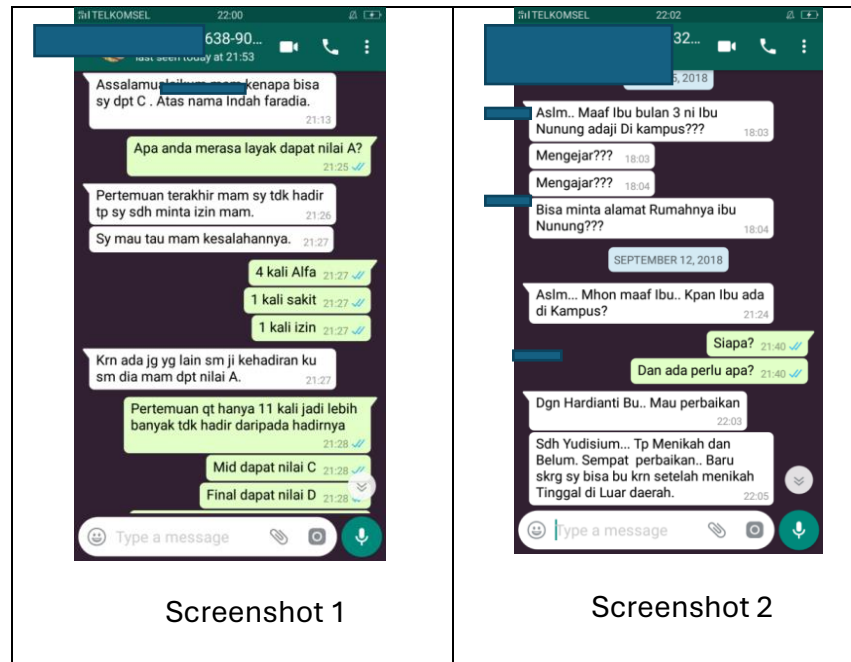 TELKOMSEL 22:00
638-90...
last seen today at 21:53
Assalamualaikum mam kenapa bisa
sy dpt C . Atas nama Indah faradia.
21:13
Apa anda merasa layak dapat nilai A?
21:25
Pertemuan terakhir mam sy tdk hadir
tp sy sdh minta izin mam. 21:26
Sy mau tau mam kesalahannya. 21:27
4 kali Alfa 21:27
1 kali sakit 21:27
1 kali izin 21:27
Krn ada jg yg lain sm ji kehadiran ku
sm dia mam dpt nilai A. 21:27
Pertemuan qt hanya 11 kali jadi lebih
banyak tdk hadir daripada hadirnya
21:28
Mid dapat nilai C 21:28
Final dapat nilai D 21:28
Type a message
Screenshot 1
TELKOMSEL 22:02
32...
5, 2018
Aslm.. Maaf Ibu bulan 3 ni Ibu
Nunung adaji Di kampus??? 18:03
Mengejar??? 18:03
Mengajar??? 18:04
Bisa minta alamat Rumahnya ibu
Nunung??? 18:04
SEPTEMBER 12, 2018
Aslm... Mhon maaf Ibu.. Kpan Ibu ada
di Kampus? 21:24
Siapa? 21:40
Dan ada perlu apa? 21:40
Dgn Hardianti Bu.. Mau perbaikan
22:03
Sdh Yudisium... Tp Menikah dan
Belum. Sempat perbaikan.. Baru
skrg sy bisa bu krn setelah menikah
Tinggal di Luar daerah. 22:05
Type a message
Screenshot 2